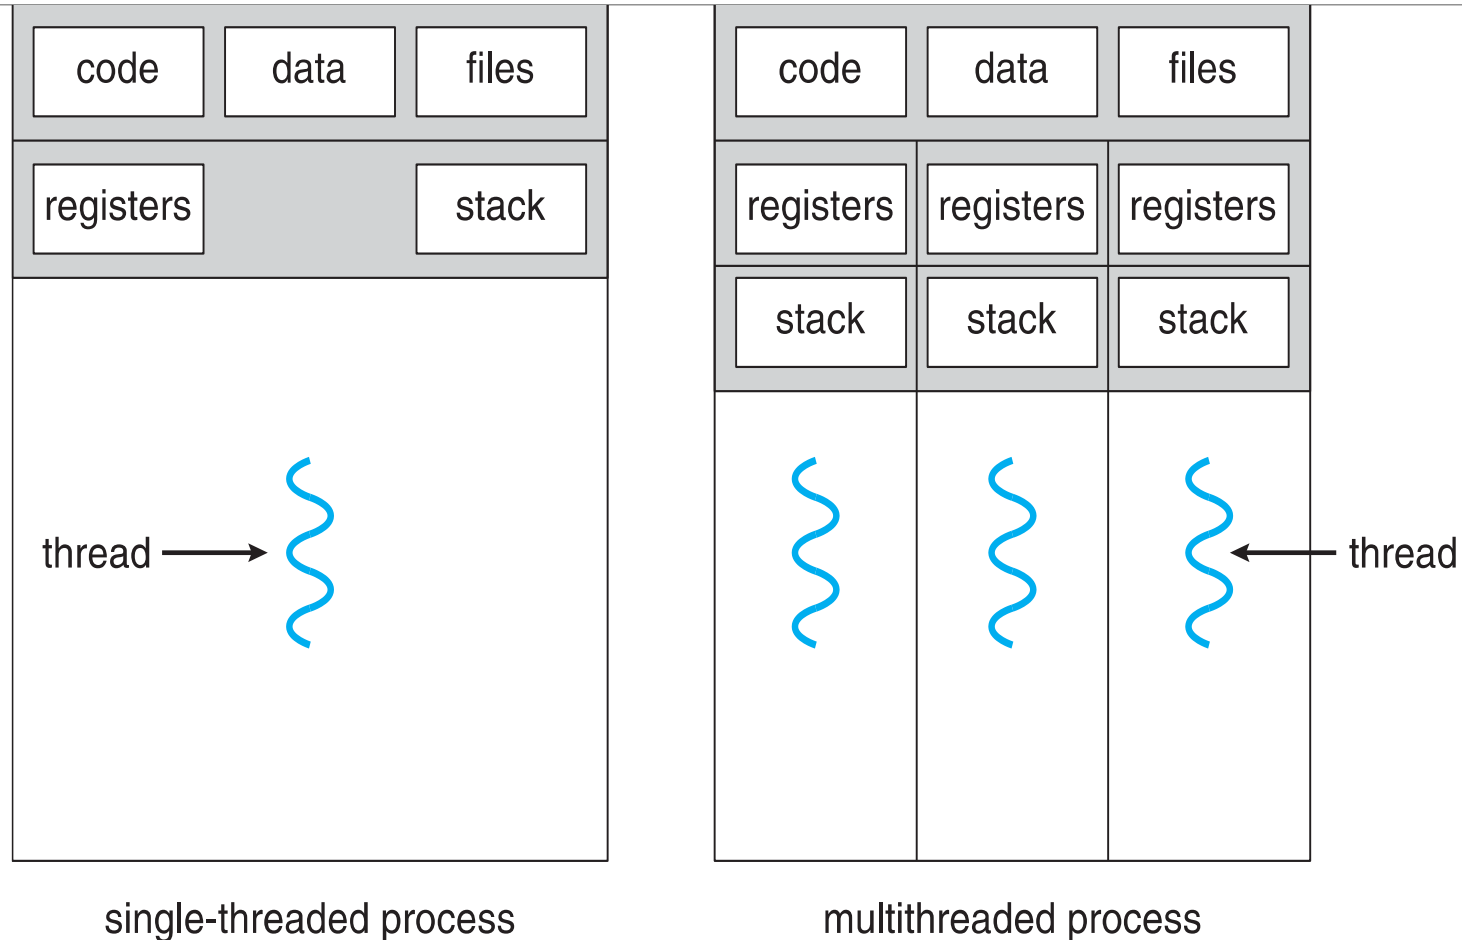 code data files
registers stack
thread
single-threaded process
code data files
registers registers registers
stack stack stack
thread
multithreaded process